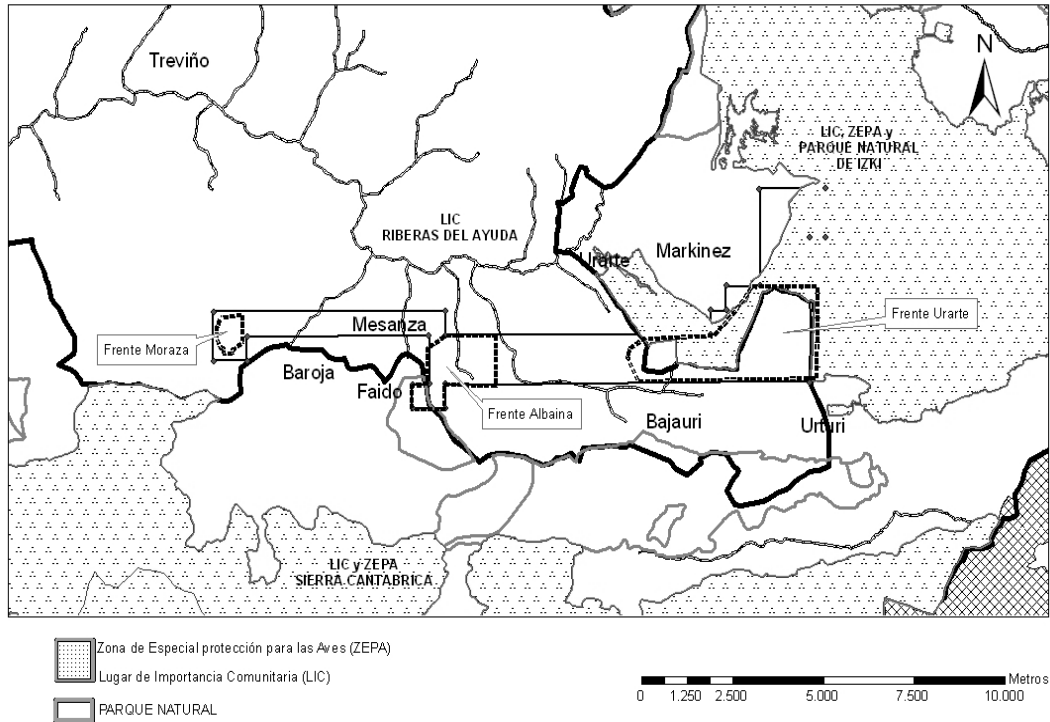 Treviño
N
LIC, ZEPA y
PARQUE NATURAL
DE IZKI
LIC
RIBERAS DEL AYUDA
Urarte
Markinez
Frente Moraza
Mesanza
Frente Urarte
Baroja
Faido
Frente Albaina
Bajauri
Urturi
LIC y ZEPA
SIERRA CANTABRICA
Zona de Especial protección para las Aves (ZEPA)
Lugar de Importancia Comunitaria (LIC)
PARQUE NATURAL
Metros
0 1.250 2.500 5.000 7.500 10.000